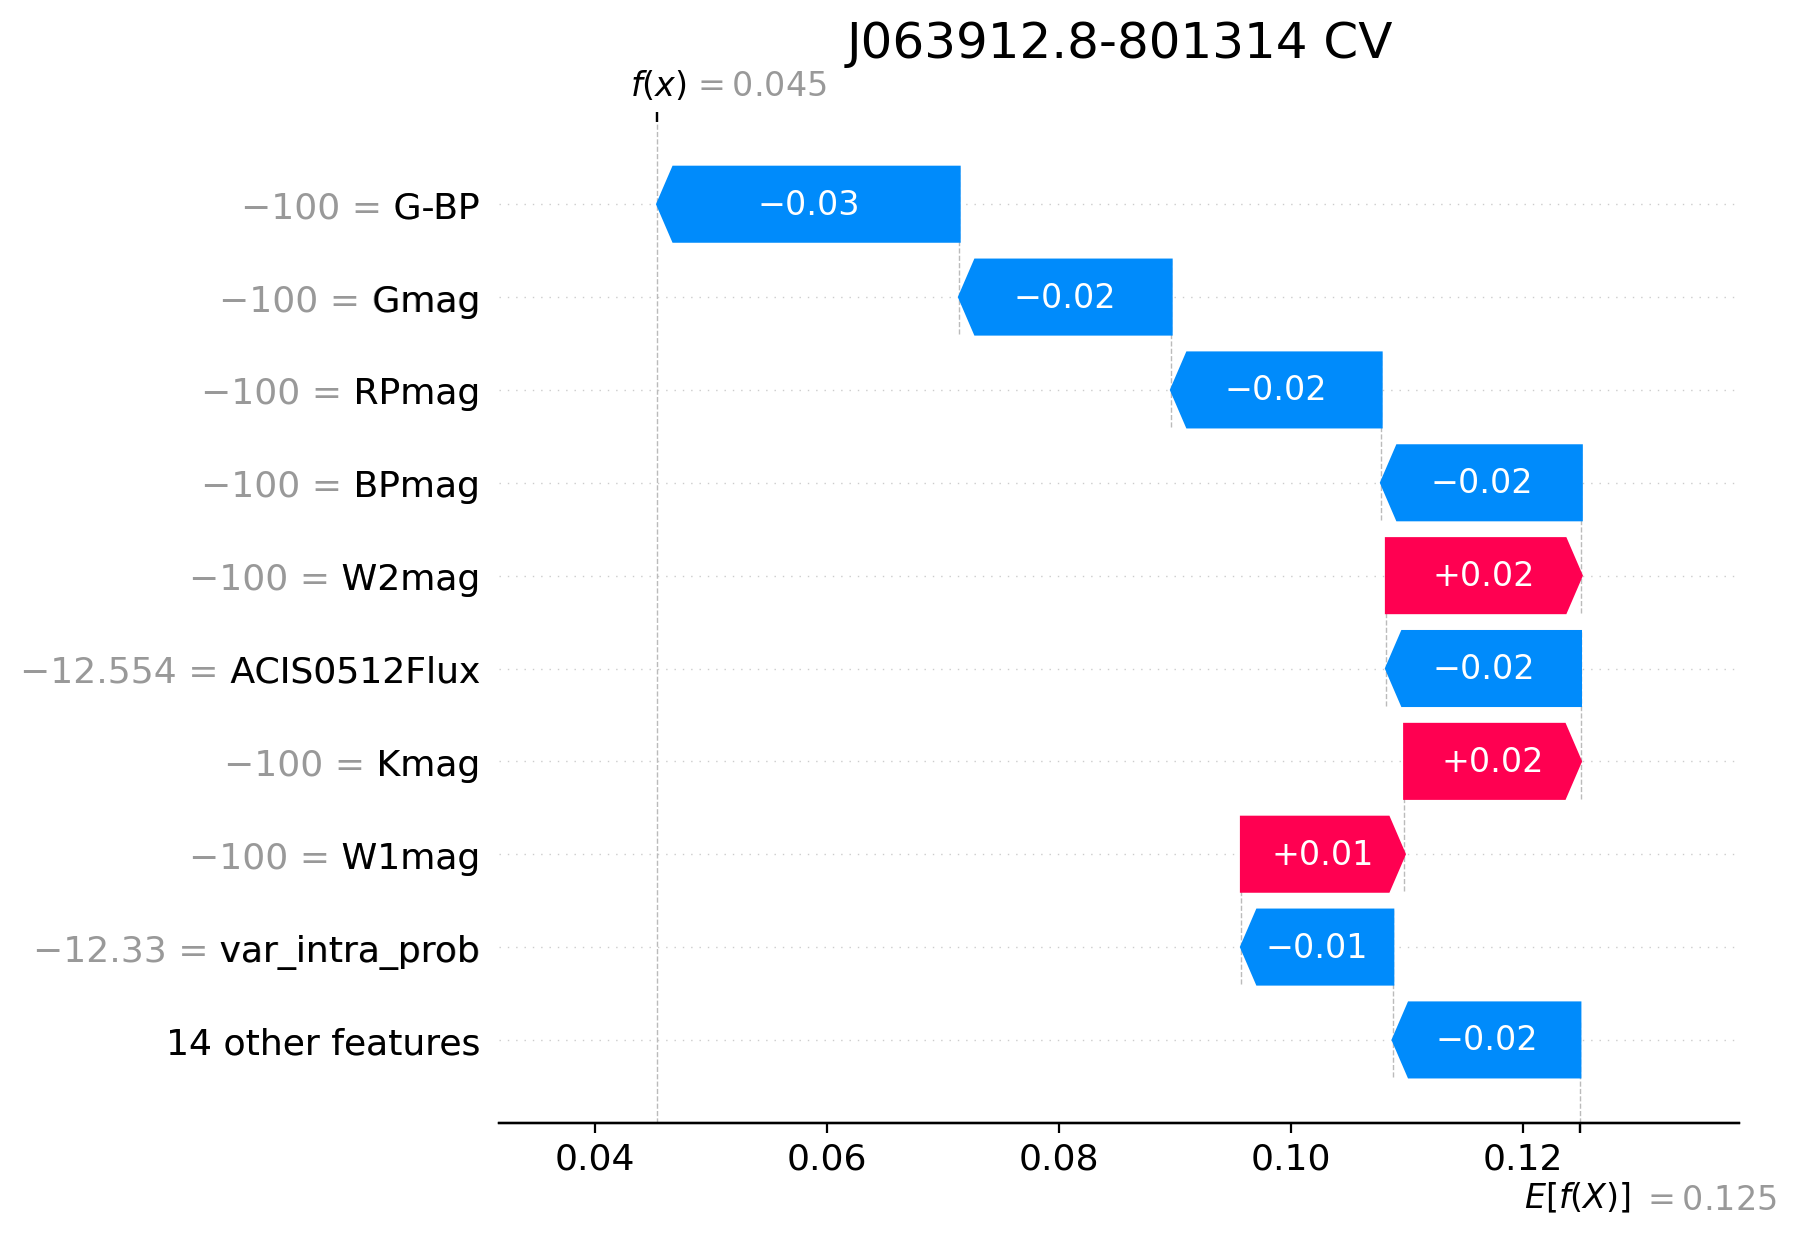 J063912.8-801314 CV
f(x) = 0.045
−100 = G-BP −0.03
−100 = Gmag −0.02
−100 = RPmag −0.02
−100 = BPmag −0.02
−100 = W2mag +0.02
−12.554 = ACIS0512Flux −0.02
−100 = Kmag +0.02
−100 = W1mag +0.01
−12.33 = var_intra_prob −0.01
14 other features −0.02
0.04 0.06 0.08 0.10 0.12
E[f(X)] = 0.125